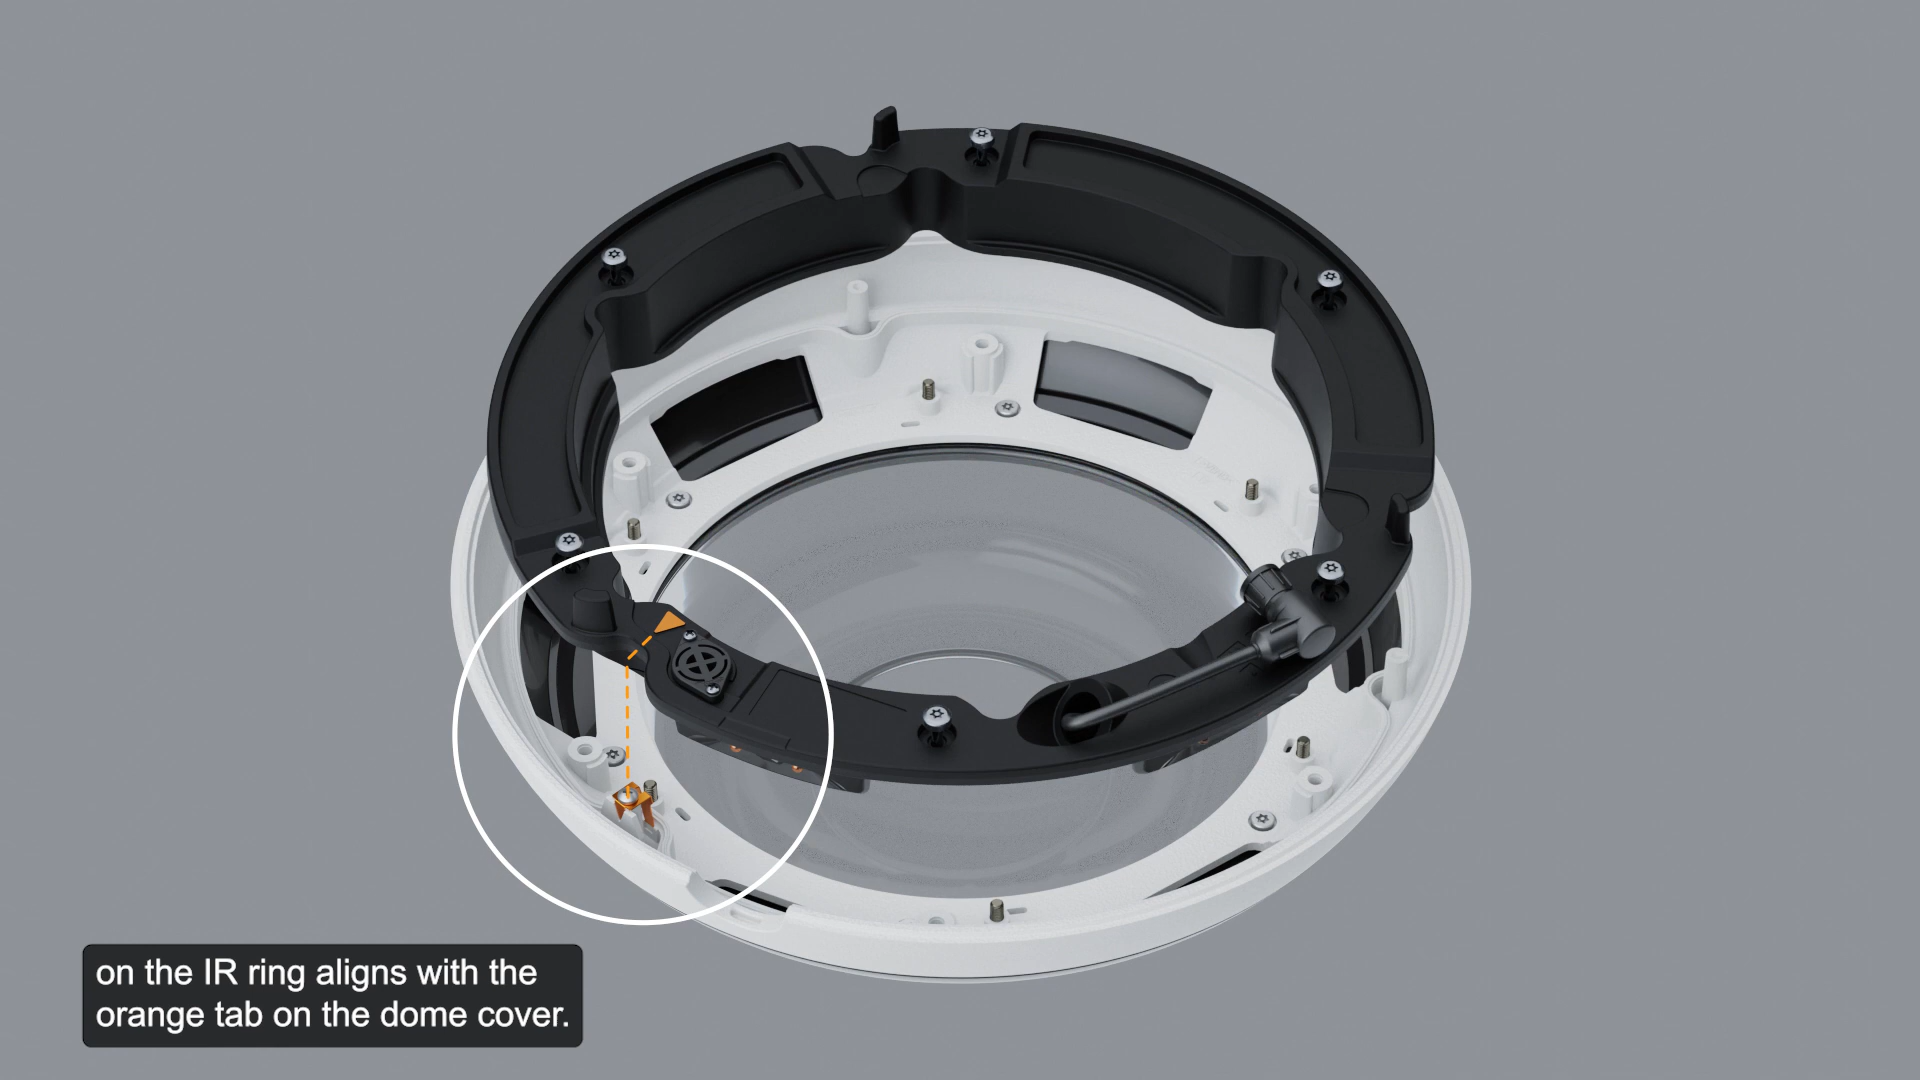 on the IR ring aligns with the
orange tab on the dome cover.